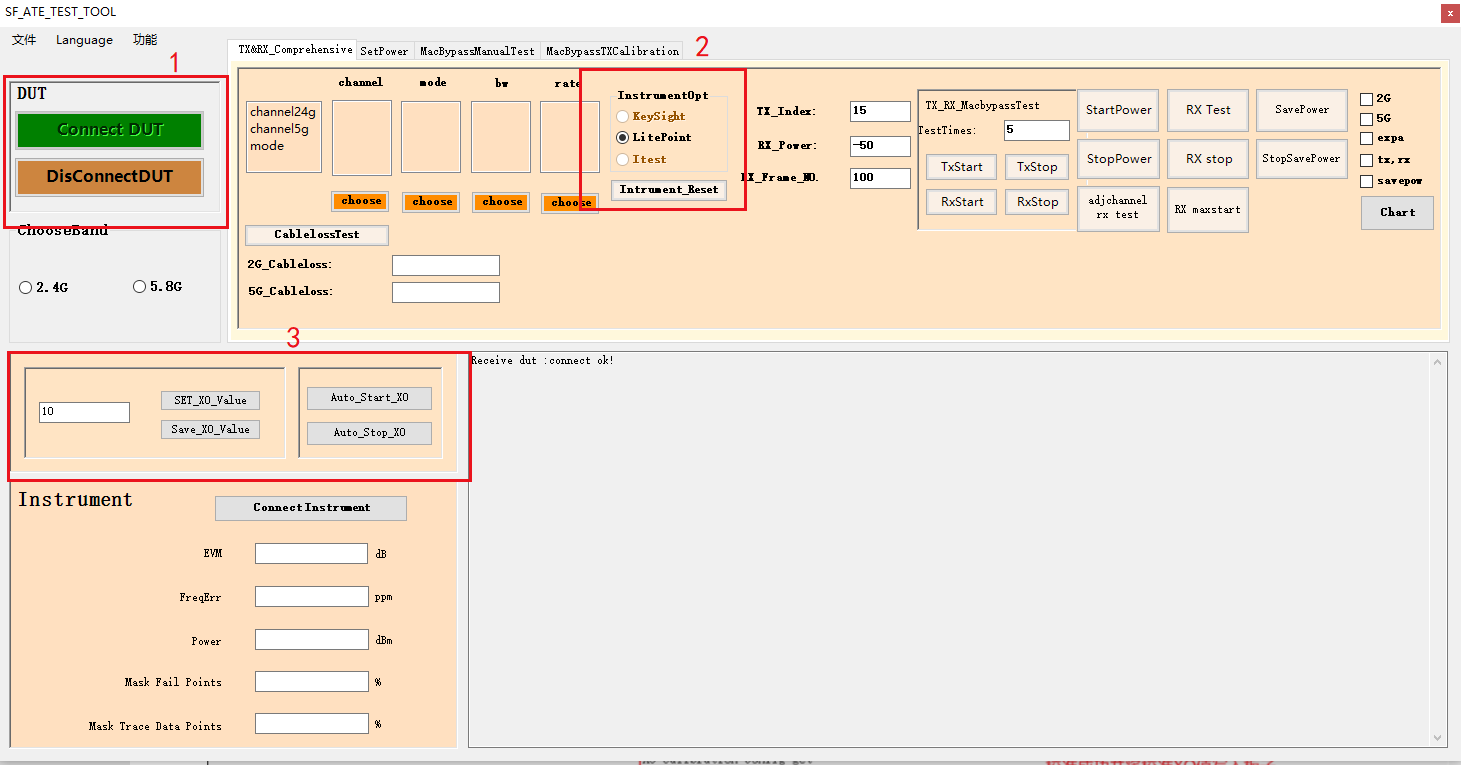 SF_ATE_TEST_TOOL
x
文件 Language 功能
1
DUT
Connect DUT
DisConnectDUT
ChooseBand
2.4G 5.8G
TX&RX_Comprehensive SetPower MacBypassManualTest MacBypassTXCalibration
2
channel mode bw rate
channel24g
channel5g
mode
choose choose choose choose
InstrumentOpt
KeySight
LitePoint
Itest
Intrument_Reset
TX_Index: 15
RX_Power: -50
RX_Frame_NO. 100
TX_RX_MacbypassTest
TestTimes: 5
TxStart TxStop
RxStart RxStop
StartPower RX Test SavePower
StopPower RX stop StopSavePower
adjchannel
rx test
RX maxstart
2G
5G
expa
tx,rx
savepow
Chart
CablelossTest
2G_Cableloss:
5G_Cableloss:
3
10
SET_XO_Value
Save_XO_Value
Auto_Start_XO
Auto_Stop_XO
Receive dut :connect ok!
Instrument
ConnectInstrument
EVM dB
FreqErr ppm
Power dBm
Mask Fail Points %
Mask Trace Data Points %